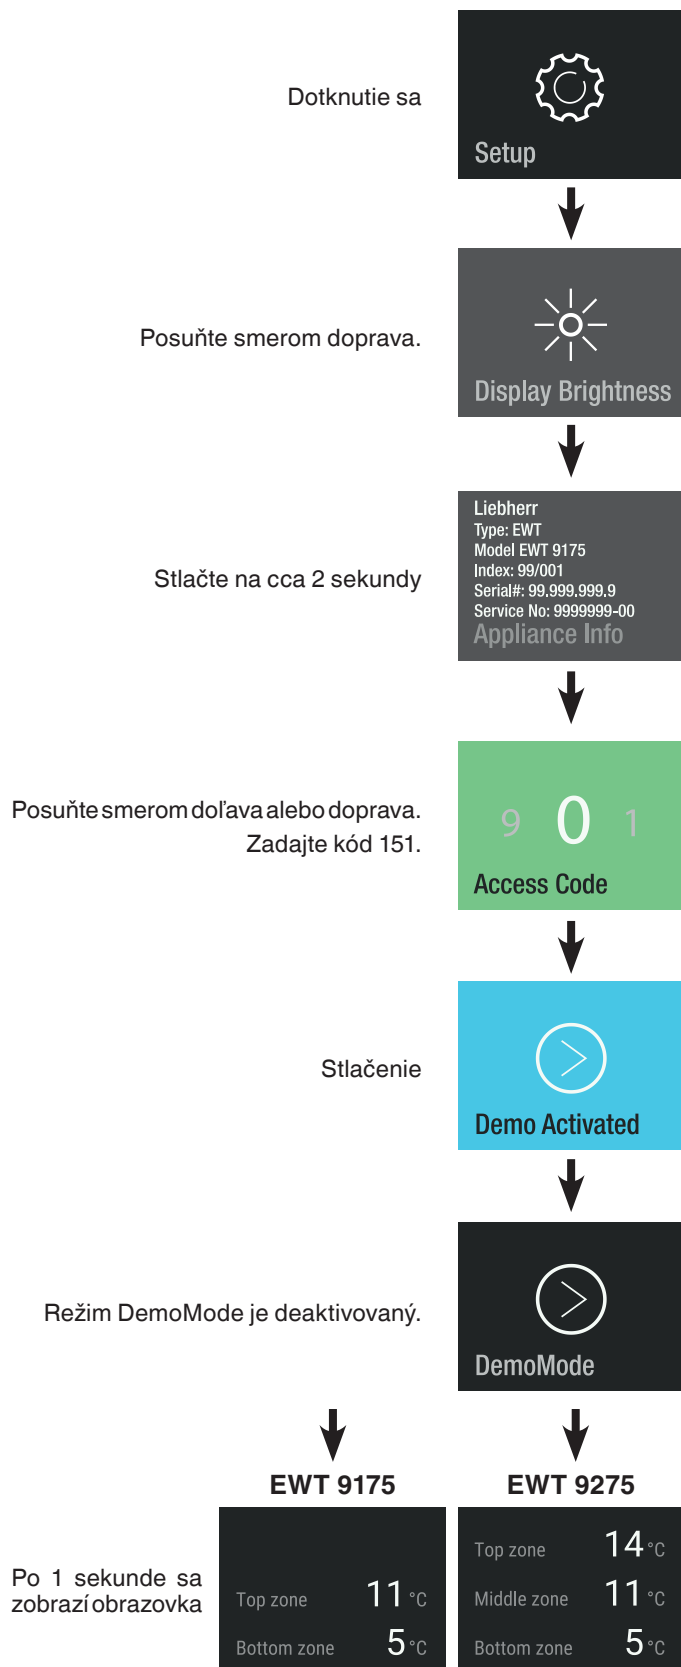 Dotknutie sa
Setup
Posuňte smerom doprava.
Display Brightness
Liebherr
Type: EWT
Model EWT 9175
Index: 99/001
Serial#: 99.999.999.9
Service No: 9999999-00
Appliance Info
Stlačte na cca 2 sekundy
Posuňte smerom doľava alebo doprava.
Zadajte kód 151.
9 0 1
Access Code
Stlačenie
Demo Activated
Režim DemoMode je deaktivovaný.
DemoMode
EWT 9175
EWT 9275
Po 1 sekunde sa
zobrazí obrazovka
Top zone 11 °C
Bottom zone 5 °C
Top zone 14 °C
Middle zone 11 °C
Bottom zone 5 °C